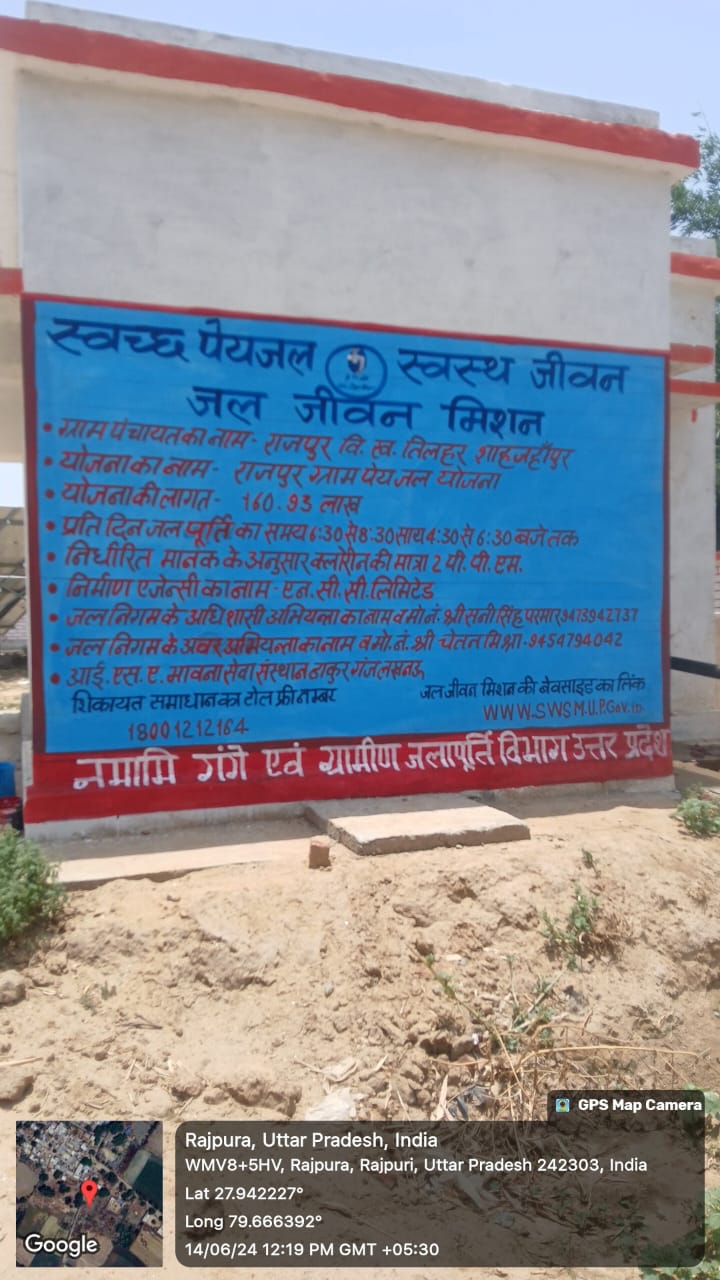 स्वच्छ पेयजल स्वस्थ जीवन
जल जीवन मिशन
• ग्राम पंचायत का नाम - राजपुर वि. ख. तिलहर शाहजहाँपुर
• योजना का नाम - राजपुर ग्राम पेयजल योजना
• योजना की लागत - 160.93 लाख
• प्रति दिन जल पूर्ति का समय 6:30 से 8:30 साय 4:30 से 6:30 बजे तक
• निर्धारित मानक के अनुसार क्लोरीन की मात्रा 2 पी. पी. एम.
• निर्माण एजेन्सी का नाम - एन. सी. सी. लिमिटेड
• जल निगम के अधिशासी अभियन्ता का नाम व मो नं. श्री सनी सिंह परमार 9473942737
• जल निगम के अवर अभियन्ता का नाम व मो. नं. श्री चेतन मिश्रा - 9454794042
• आई. एस. ए. भावना सेवा संस्थान ठाकुर गंज लखनऊ
शिकायत समाधान का टोल फ्री नम्बर
18001212164
जल जीवन मिशन की बेवसाइड का लिंक
WWW.SWSM.U.P.Gov.in
नमामि गंगे एवं ग्रामीण जलापूर्ति विभाग उत्तर प्रदेश
GPS Map Camera
Rajpura, Uttar Pradesh, India
WMV8+5HV, Rajpura, Rajpuri, Uttar Pradesh 242303, India
Lat 27.942227°
Long 79.666392°
14/06/24 12:19 PM GMT +05:30
Google